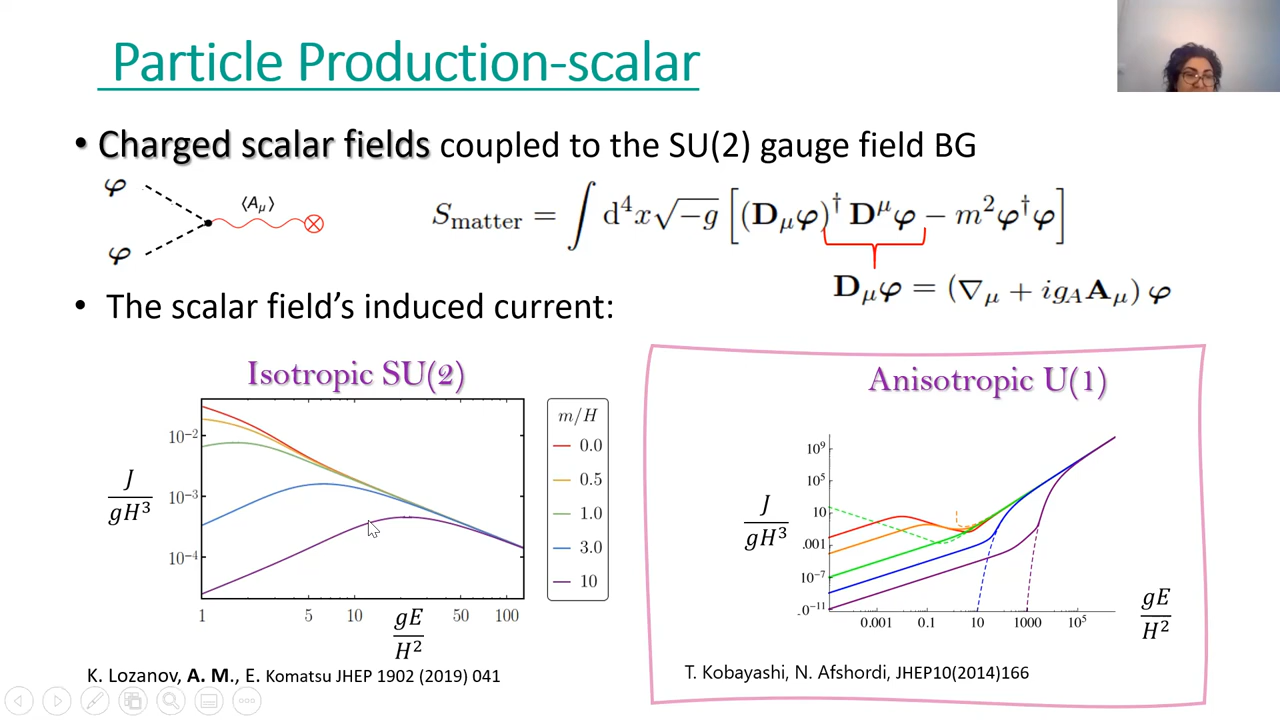 Particle Production-scalar
• Charged scalar fields coupled to the SU(2) gauge field BG
φ
⟨A_μ⟩
φ
S_matter = ∫ d⁴x√−g [(D_μφ)† D^μφ − m²φ†φ]
D_μφ = (∇_μ + ig_A A_μ) φ
• The scalar field's induced current:
Isotropic SU(2)
J/gH³
10⁻²
10⁻³
10⁻⁴
1 5 10 50 100
gE/H²
m/H
0.0
0.5
1.0
3.0
10
K. Lozanov, A. M., E. Komatsu JHEP 1902 (2019) 041
Anisotropic U(1)
J/gH³
10⁹
10⁵
10
.001
10⁻⁷
.0⁻¹¹
0.001 0.1 10 1000 10⁵
gE/H²
T. Kobayashi, N. Afshordi, JHEP10(2014)166